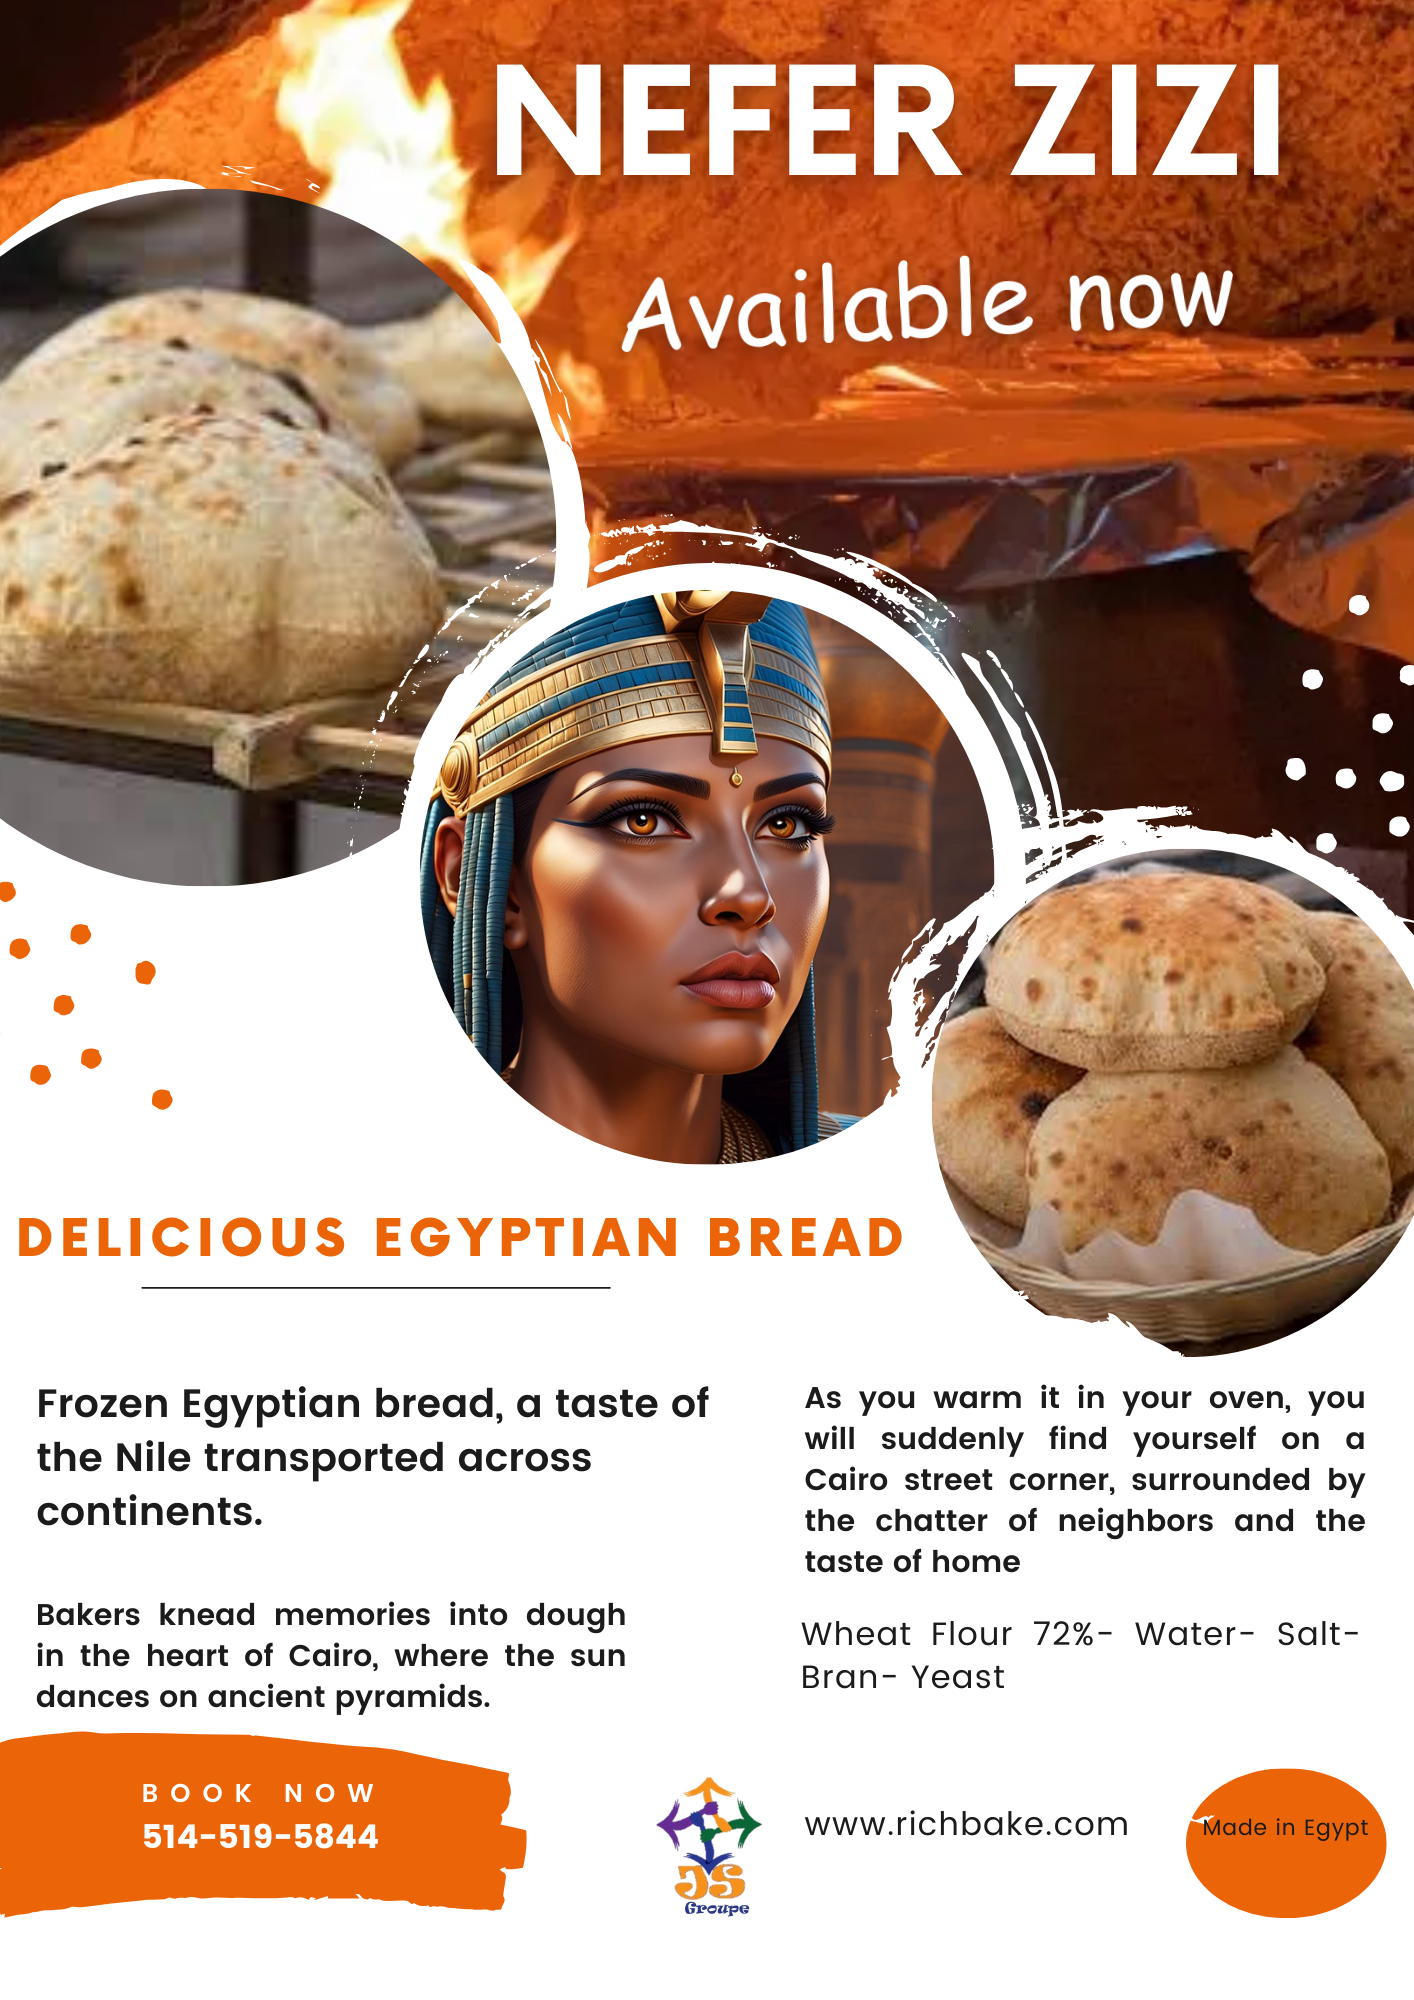 NEFER ZIZI
Available now
DELICIOUS EGYPTIAN BREAD
Frozen Egyptian bread, a taste of
the Nile transported across
continents.
Bakers knead memories into dough
in the heart of Cairo, where the sun
dances on ancient pyramids.
As you warm it in your oven, you
will suddenly find yourself on a
Cairo street corner, surrounded by
the chatter of neighbors and the
taste of home
Wheat Flour 72%- Water- Salt-
Bran- Yeast
BOOK NOW
514-519-5844
JS
Groupe
www.richbake.com
Made in Egypt